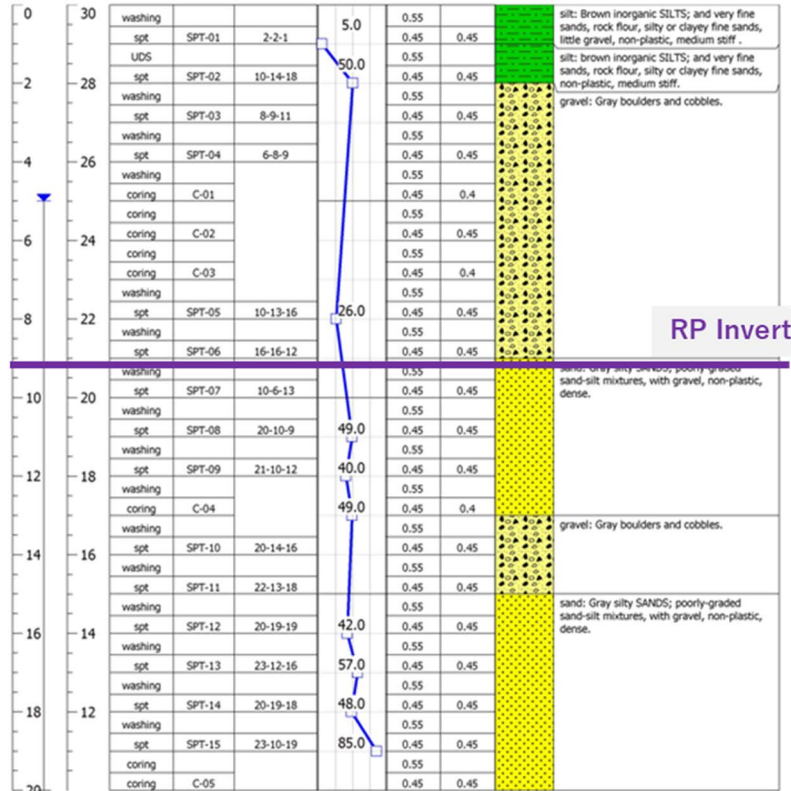 0 30 washing 5.0 0.55 silt: Brown inorganic SILTS; and very fine
sands, rock flour, silty or clayey fine sands,
spt SPT-01 2-2-1 0.45 0.45 little gravel, non-plastic, medium stiff .
UDS 50.0 0.55 silt: brown inorganic SILTS; and very fine
2 28 spt SPT-02 10-14-18 0.45 0.45 sands, rock flour, silty or clayey fine sands,
non-plastic, medium stiff.
washing 0.55 gravel: Gray boulders and cobbles.
spt SPT-03 8-9-11 0.45 0.45
washing 0.55
4 26 spt SPT-04 6-8-9 0.45 0.45
washing 0.55
coring C-01 0.45 0.4
coring 0.55
6 24 coring C-02 0.45 0.45
coring 0.55
coring C-03 0.45 0.4
washing 0.55
8 22 spt SPT-05 10-13-16 26.0 0.45 0.45
washing 0.55 RP Invert
spt SPT-06 16-16-12 0.45 0.45
washing 0.55 sand: Gray silty SANDS; poorly-graded
10 20 spt SPT-07 10-6-13 0.45 0.45 sand-silt mixtures, with gravel, non-plastic,
dense.
washing 0.55
spt SPT-08 20-10-9 49.0 0.45 0.45
washing 0.55
12 18 spt SPT-09 21-10-12 40.0 0.45 0.45
washing 0.55
coring C-04 49.0 0.45 0.4
washing 0.55 gravel: Gray boulders and cobbles.
14 16 spt SPT-10 20-14-16 0.45 0.45
washing 0.55
spt SPT-11 22-13-18 0.45 0.45
washing 0.55 sand: Gray silty SANDS; poorly-graded
16 14 spt SPT-12 20-19-19 42.0 0.45 0.45 sand-silt mixtures, with gravel, non-plastic,
dense.
washing 0.55
spt SPT-13 23-12-16 57.0 0.45 0.45
washing 0.55
18 12 spt SPT-14 20-19-18 48.0 0.45 0.45
washing 0.55
spt SPT-15 23-10-19 85.0 0.45 0.45
coring 0.55
20 coring C-05 0.45 0.45